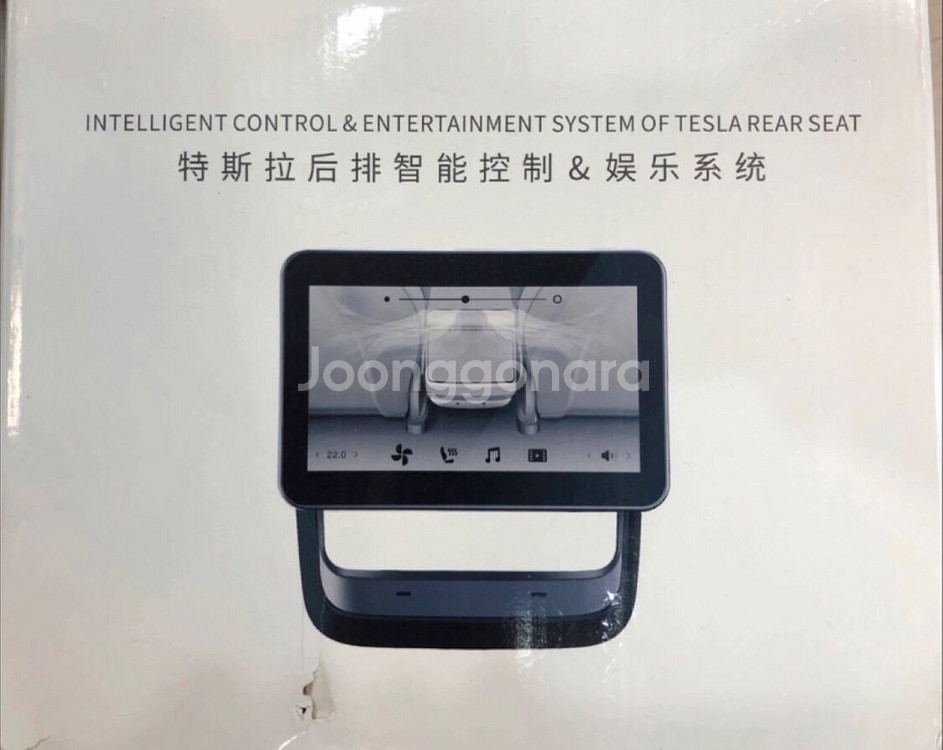 INTELLIGENT CONTROL & ENTERTAINMENT SYSTEM OF TESLA REAR SEAT
特斯拉后排智能控制&娱乐系统
Joonggonara
‹ 22.0 ›